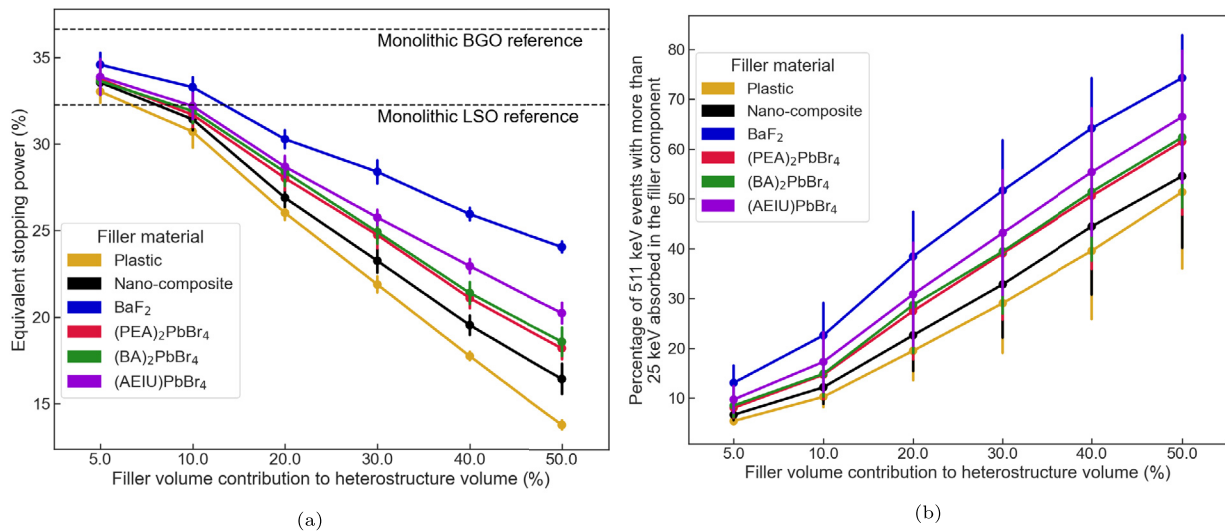 Equivalent stopping power (%)
35
30
25
20
15
Monolithic BGO reference
Monolithic LSO reference
Filler material
Plastic
Nano-composite
BaF₂
(PEA)₂PbBr₄
(BA)₂PbBr₄
(AEIU)PbBr₄
5.0 10.0 20.0 30.0 40.0 50.0
Filler volume contribution to heterostructure volume (%)
(a)
Percentage of 511 keV events with more than
25 keV absorbed in the filler component
80
70
60
50
40
30
20
10
Filler material
Plastic
Nano-composite
BaF₂
(PEA)₂PbBr₄
(BA)₂PbBr₄
(AEIU)PbBr₄
5.0 10.0 20.0 30.0 40.0 50.0
Filler volume contribution to heterostructure volume (%)
(b)